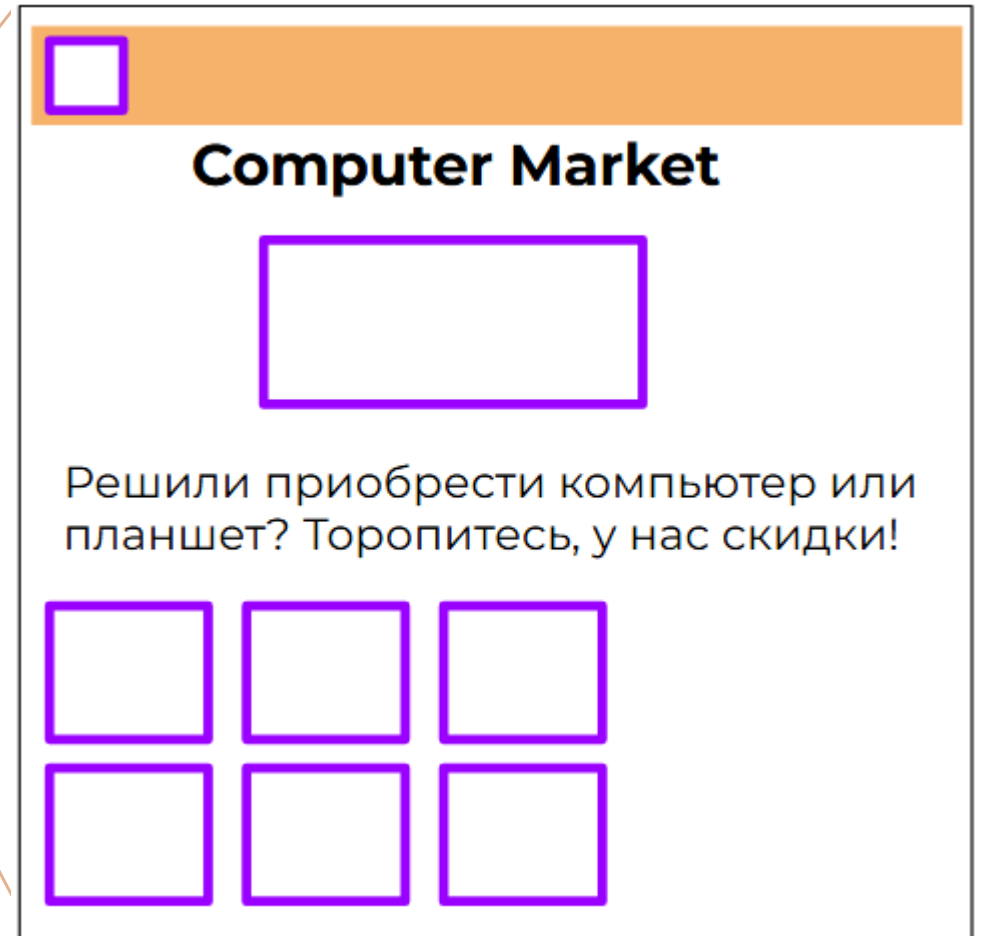 Computer Market
Решили приобрести компьютер или
планшет? Торопитесь, у нас скидки!